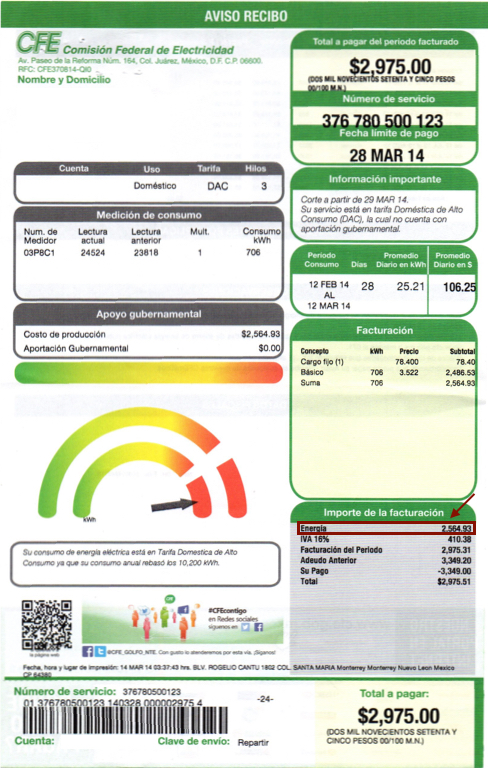 AVISO RECIBO
CFE Comisión Federal de Electricidad
Av. Paseo de la Reforma Núm. 164, Col. Juárez, México, D.F. C.P. 06600.
RFC: CFE370814-QI0
Nombre y Domicilio
Total a pagar del periodo facturado
$2,975.00
(DOS MIL NOVECIENTOS SETENTA Y CINCO PESOS
00/100 M.N.)
Número de servicio
376 780 500 123
Fecha límite de pago
28 MAR 14
Cuenta Uso Tarifa Hilos
Doméstico DAC 3
Información importante
Corte a partir de 29 MAR 14.
Su servicio está en tarifa Doméstica de Alto
Consumo (DAC), la cual no cuenta con
aportación gubernamental.
Medición de consumo
Num. de Medidor Lectura actual Lectura anterior Mult. Consumo kWh
03P8C1 24524 23818 1 706
Periodo Consumo Días Promedio Diario en kWh Promedio Diario en $
12 FEB 14 AL 12 MAR 14 28 25.21 106.25
Apoyo gubernamental
Costo de producción $2,564.93
Aportación Gubernamental $0.00
Facturación
Concepto kWh Precio Subtotal
Cargo fijo (1) 78.400 78.40
Básico 706 3.522 2,486.53
Suma 706 2,564.93
kWh
Su consumo de energía eléctrica está en Tarifa Domestica de Alto
Consumo ya que su consumo anual rebasó los 10,200 kWh.
Importe de la facturación
Energía 2,564.93
IVA 16% 410.38
Facturación del Periodo 2,975.31
Adeudo Anterior 3,349.20
Su Pago -3,349.00
Total $2,975.51
la página web
#CFEcontigo
en Redes sociales
síguenos en
@CFE_GOLFO_NTE. Con gusto lo atenderemos por esta vía. ¡Síganos!
Fecha, hora y lugar de impresión: 14 MAR 14 03:37:43 hrs. BLV. ROGELIO CANTU 1802 COL. SANTA MARIA Monterrey Monterrey Nuevo Leon Mexico
CP 64380
Número de servicio: 376780500123
01 376780500123 140328 000002975 4
-24-
Cuenta: Clave de envío: Repartir
Total a pagar:
$2,975.00
(DOS MIL NOVECIENTOS SETENTA Y
CINCO PESOS 00/100 M.N.)